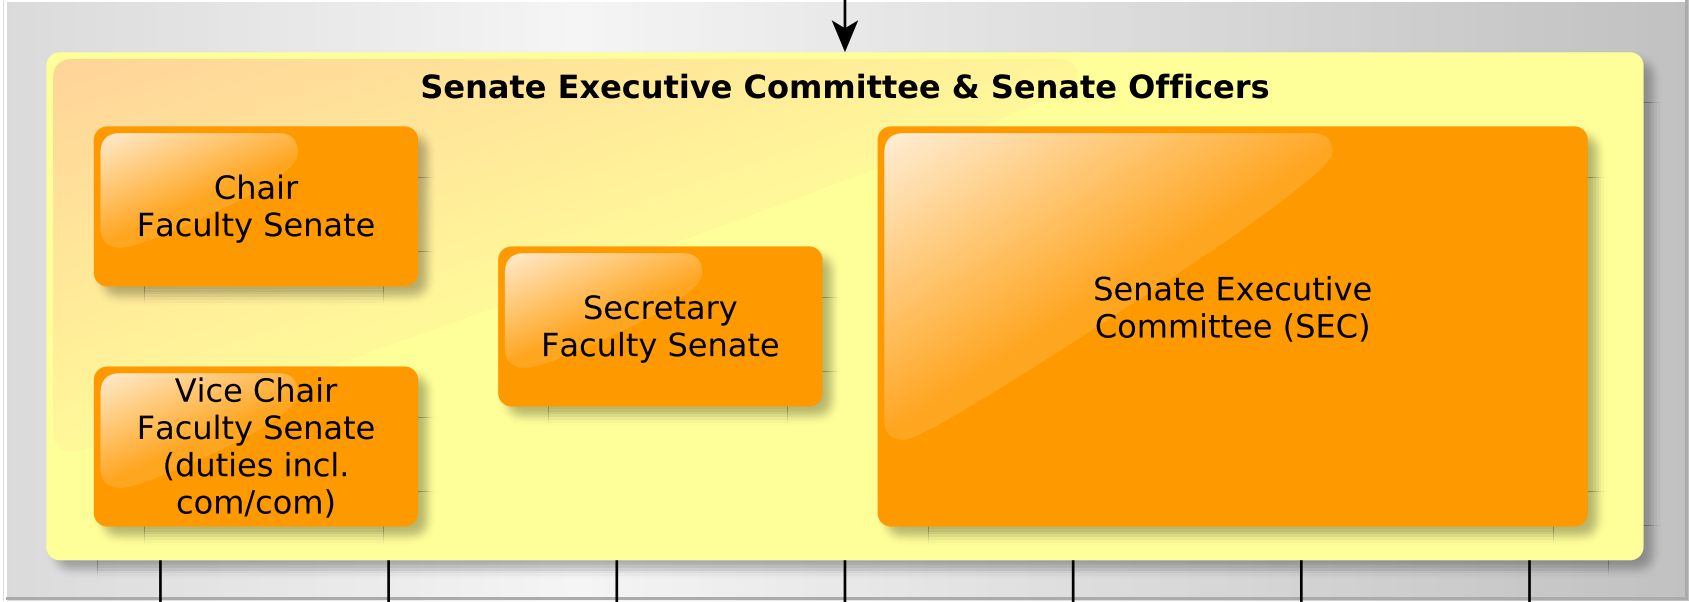 Senate Executive Committee & Senate Officers
Chair
Faculty Senate
Secretary
Faculty Senate
Senate Executive
Committee (SEC)
Vice Chair
Faculty Senate
(duties incl.
com/com)